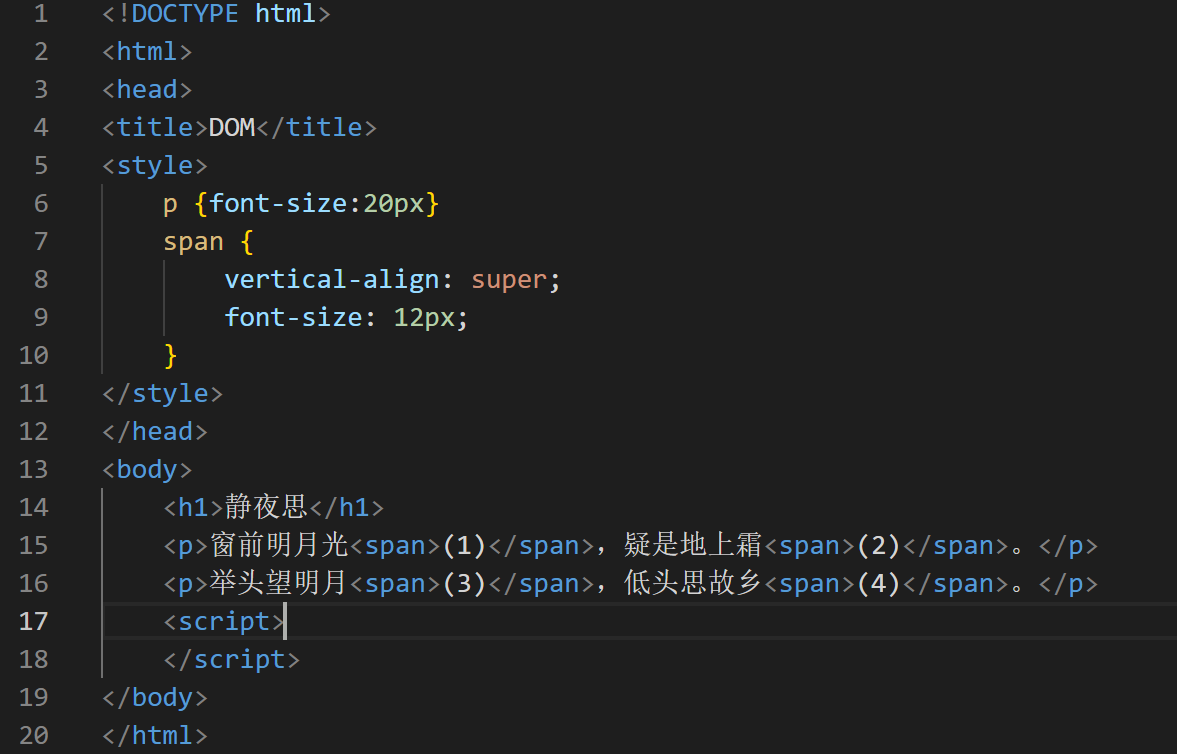 1 <!DOCTYPE html>
2 <html>
3 <head>
4 <title>DOM</title>
5 <style>
6 p {font-size:20px}
7 span {
8 vertical-align: super;
9 font-size: 12px;
10 }
11 </style>
12 </head>
13 <body>
14 <h1>静夜思</h1>
15 <p>窗前明月光<span>(1)</span>，疑是地上霜<span>(2)</span>。</p>
16 <p>举头望明月<span>(3)</span>，低头思故乡<span>(4)</span>。</p>
17 <script>
18 </script>
19 </body>
20 </html>